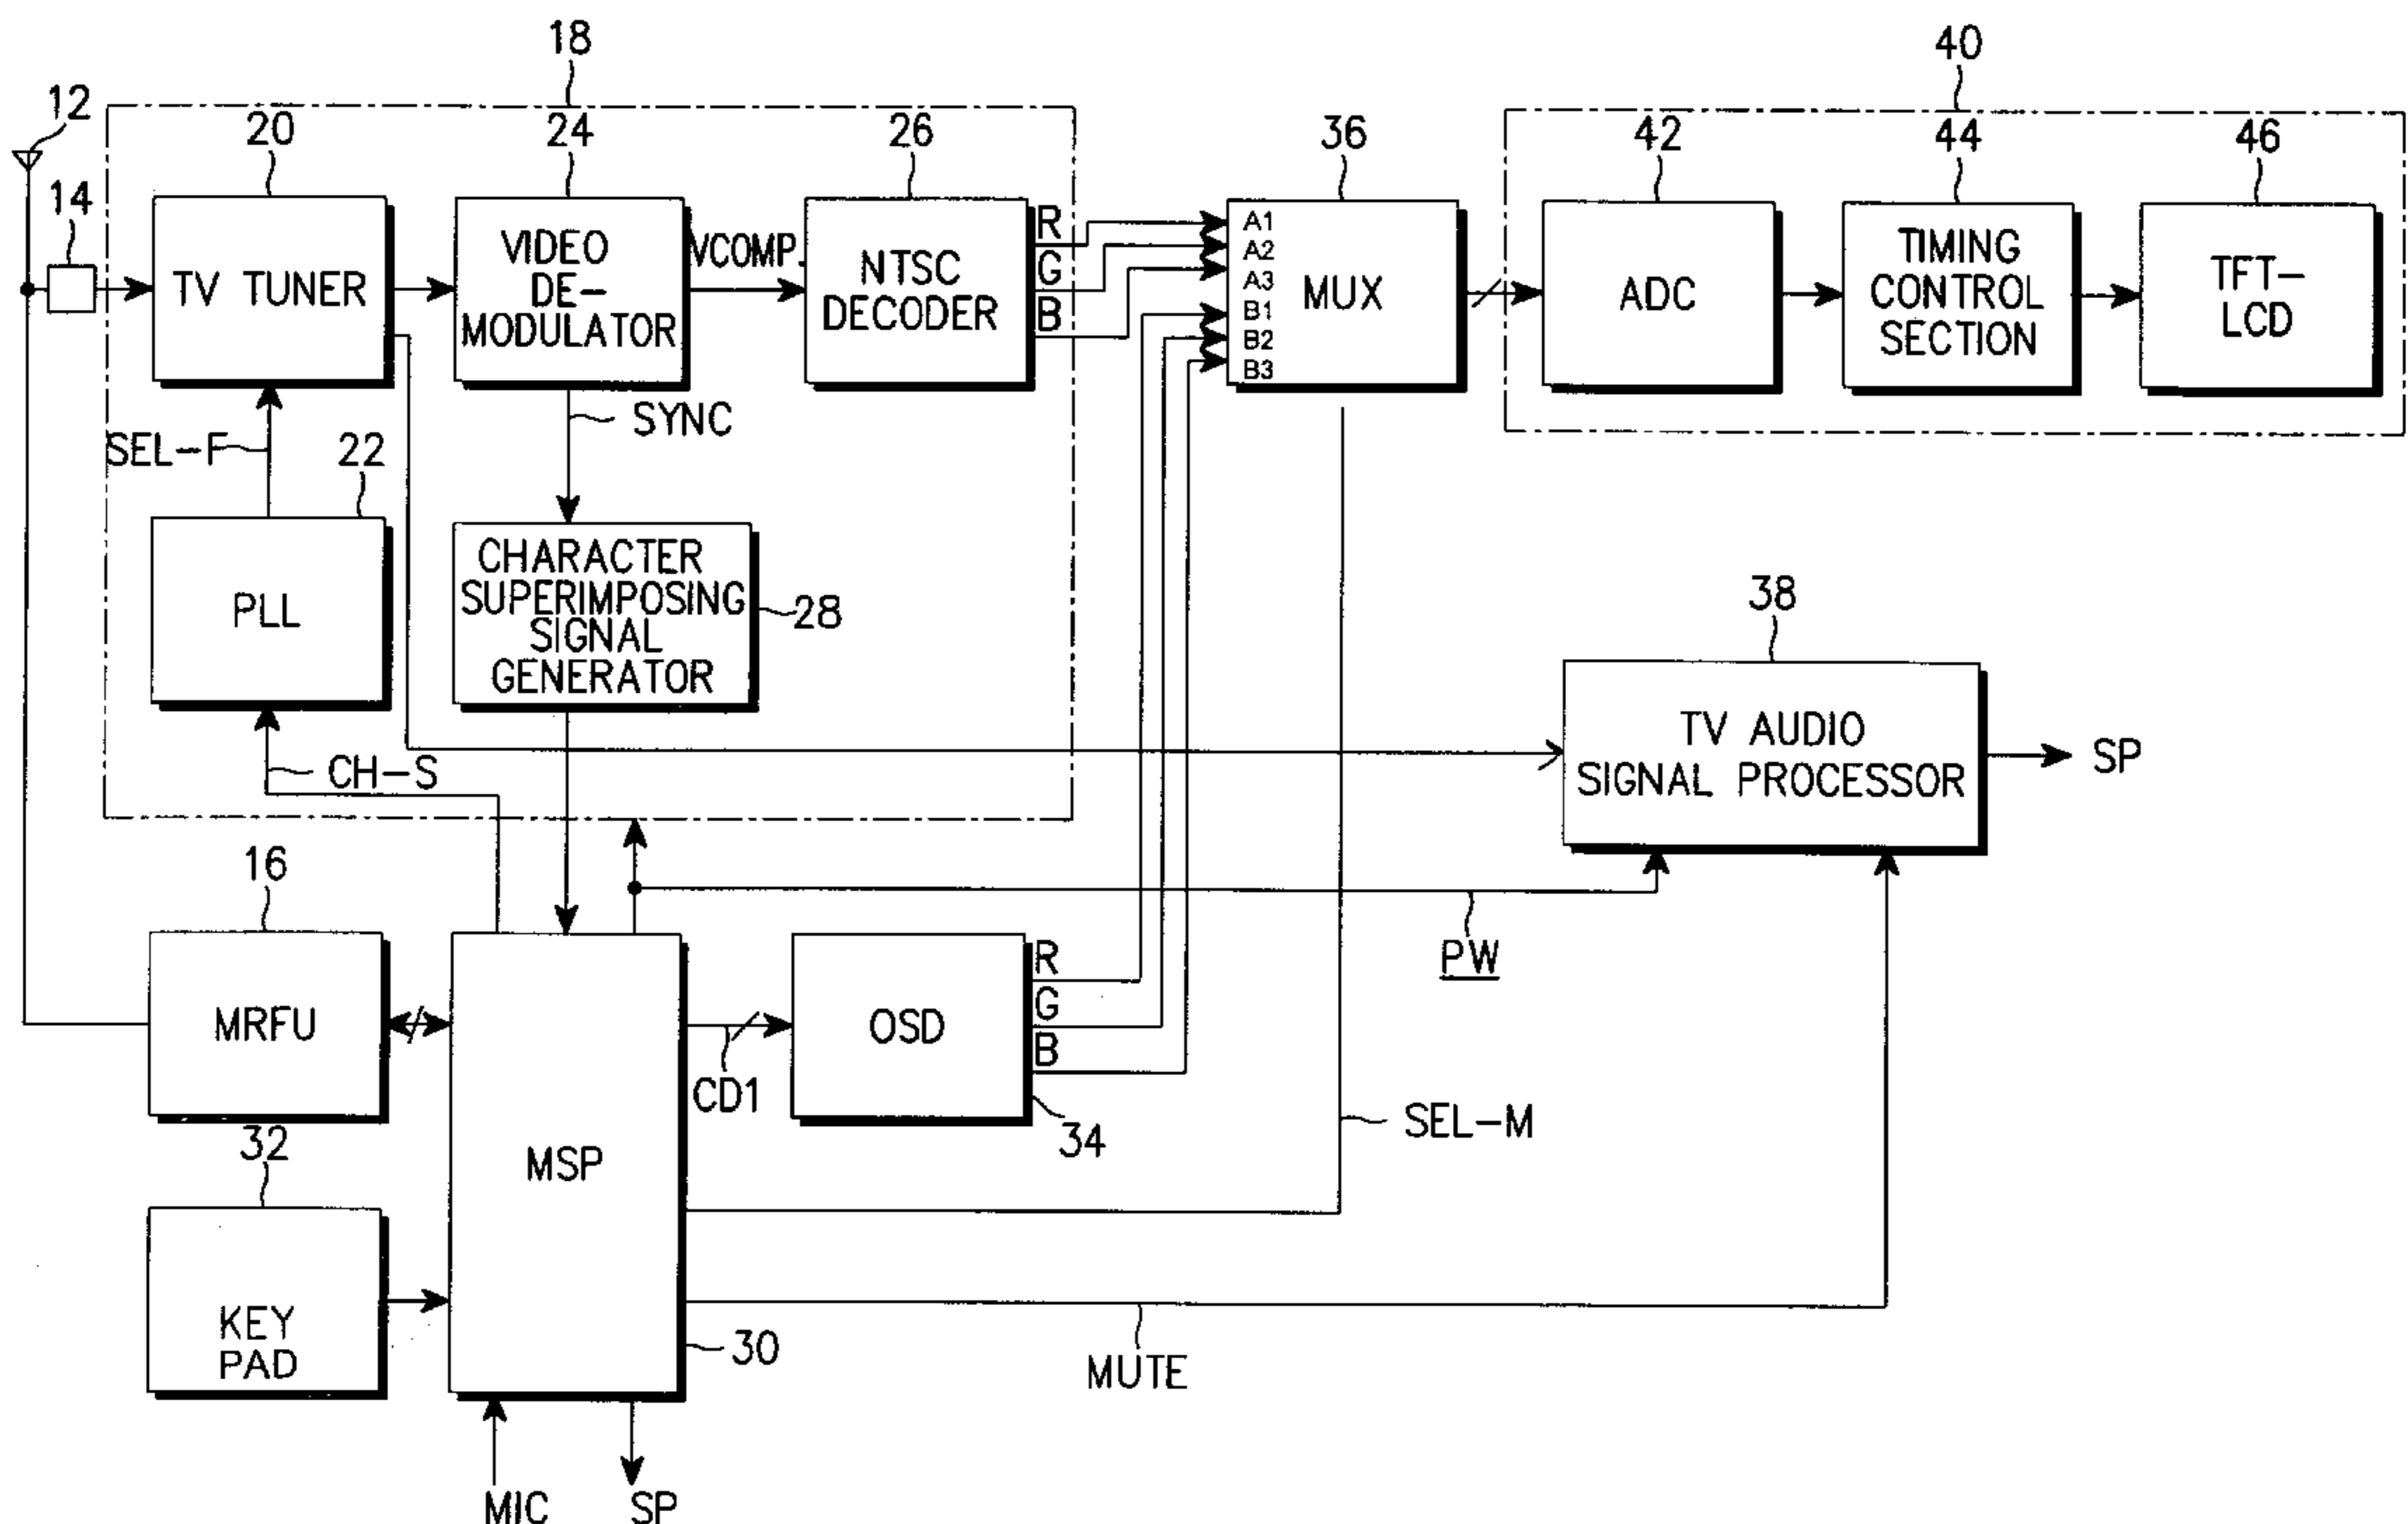 18
40
12
20
24
26
36
42
44
46
14
TV TUNER
VIDEO
DE-
MODULATOR
VCOMP.
NTSC
DECODER
R
G
B
A1
A2
A3
B1
B2
B3
MUX
ADC
TIMING
CONTROL
SECTION
TFT-
LCD
SEL-F
22
SYNC
PLL
CHARACTER
SUPERIMPOSING
SIGNAL
GENERATOR
28
38
TV AUDIO
SIGNAL PROCESSOR
SP
CH-S
16
PW
MRFU
CD1
OSD
R
G
B
34
SEL-M
32
MSP
KEY
PAD
30
MUTE
MIC
SP